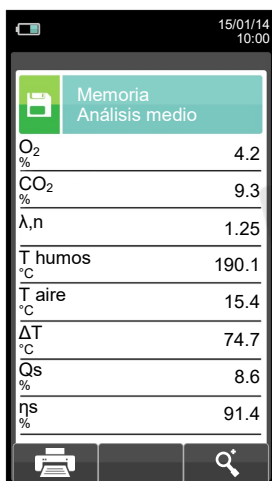 15/01/14
10:00
Memoria
Análisis medio
O2 4.2
%
CO2 9.3
%
λ,n 1.25
T humos 190.1
°C
T aire 15.4
°C
ΔT 74.7
°C
Qs 8.6
%
ηs 91.4
%